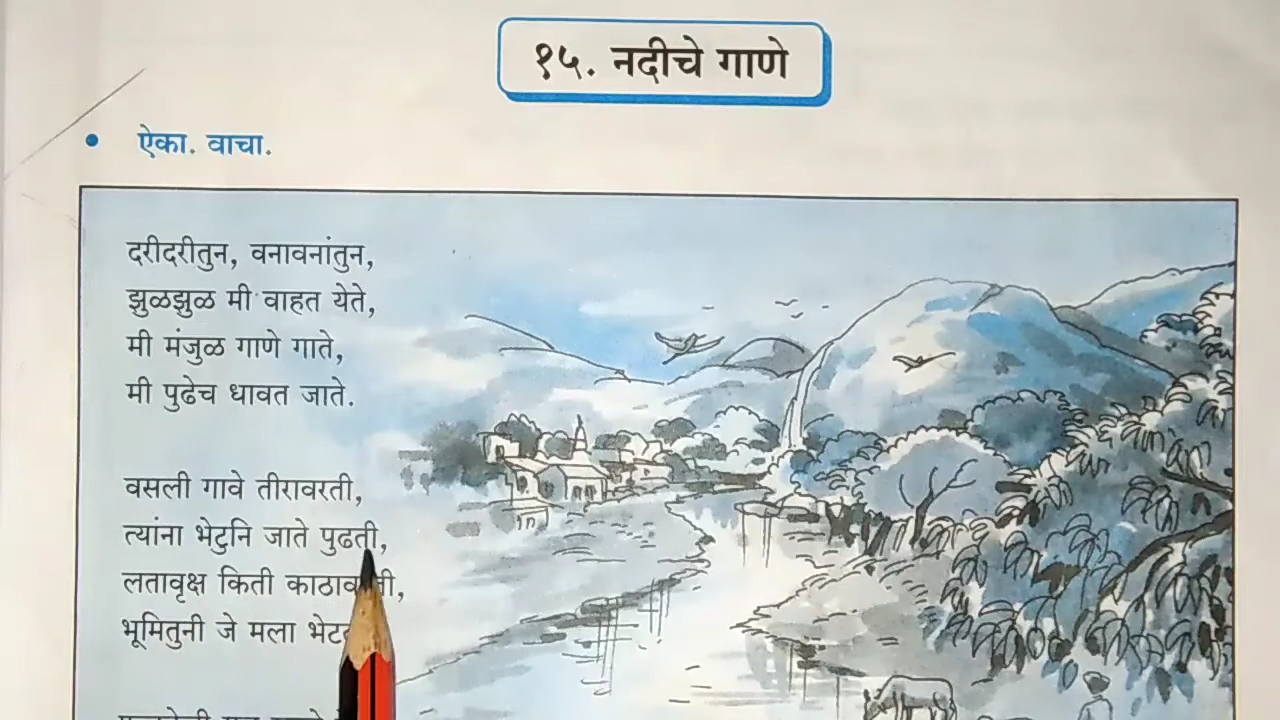 १५. नदीचे गाणे
ऐका. वाचा.
दरीदरीतुन, वनावनांतुन,
झुळझुळ मी वाहत येते,
मी मंजुळ गाणे गाते,
मी पुढेच धावत जाते.
वसली गावे तीरावरती,
त्यांना भेटुनि जाते पुढती,
लतावृक्ष किती
भूमितुनी जे मला